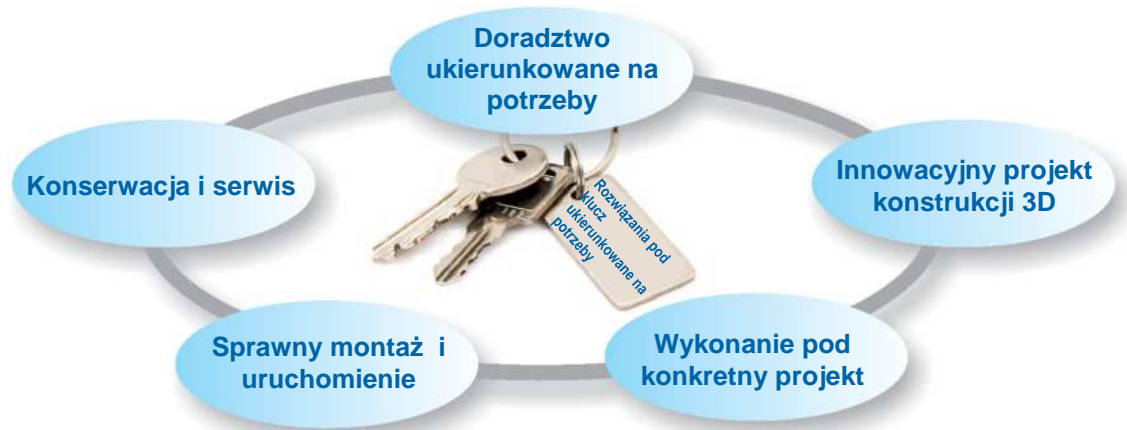 Doradztwo
ukierunkowane na
potrzeby
Konserwacja i serwis
Innowacyjny projekt
konstrukcji 3D
Rozwiązania pod
klucz
ukierunkowane na
potrzeby
Sprawny montaż i
uruchomienie
Wykonanie pod
konkretny projekt